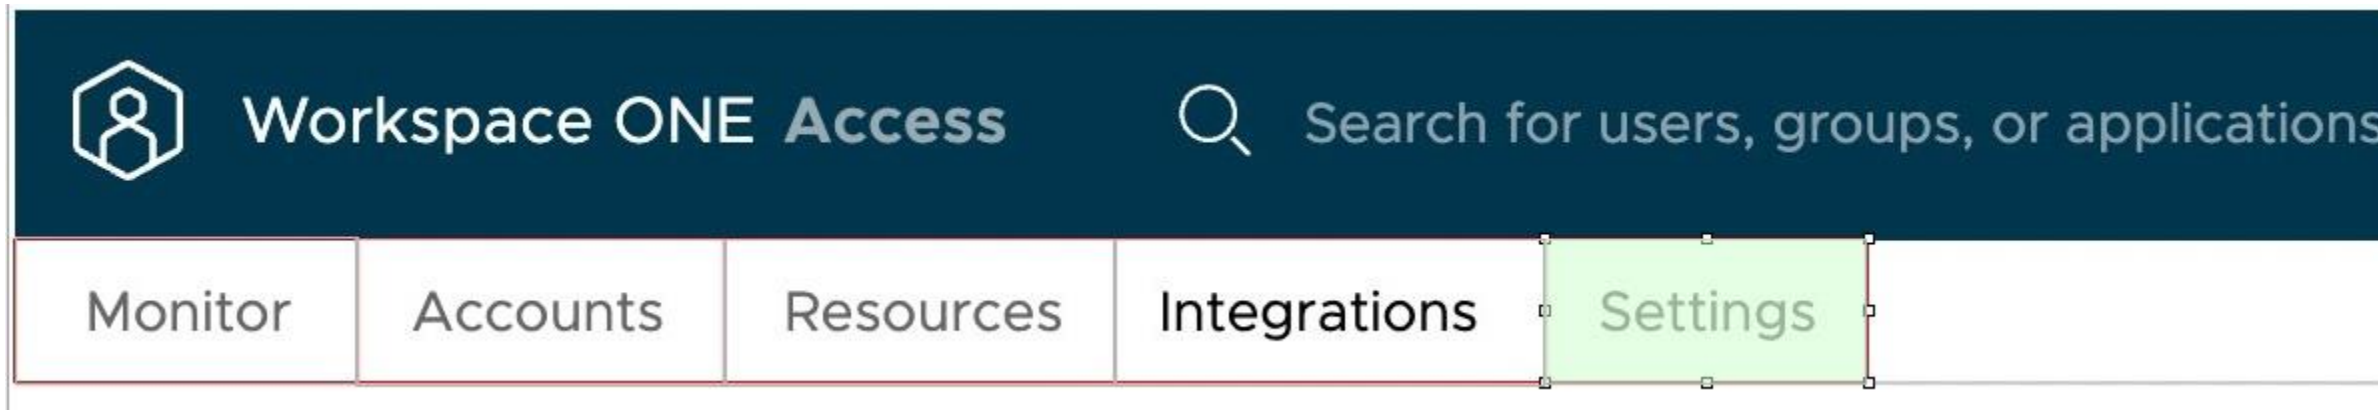 Workspace ONE Access Search for users, groups, or applications
Monitor Accounts Resources Integrations Settings